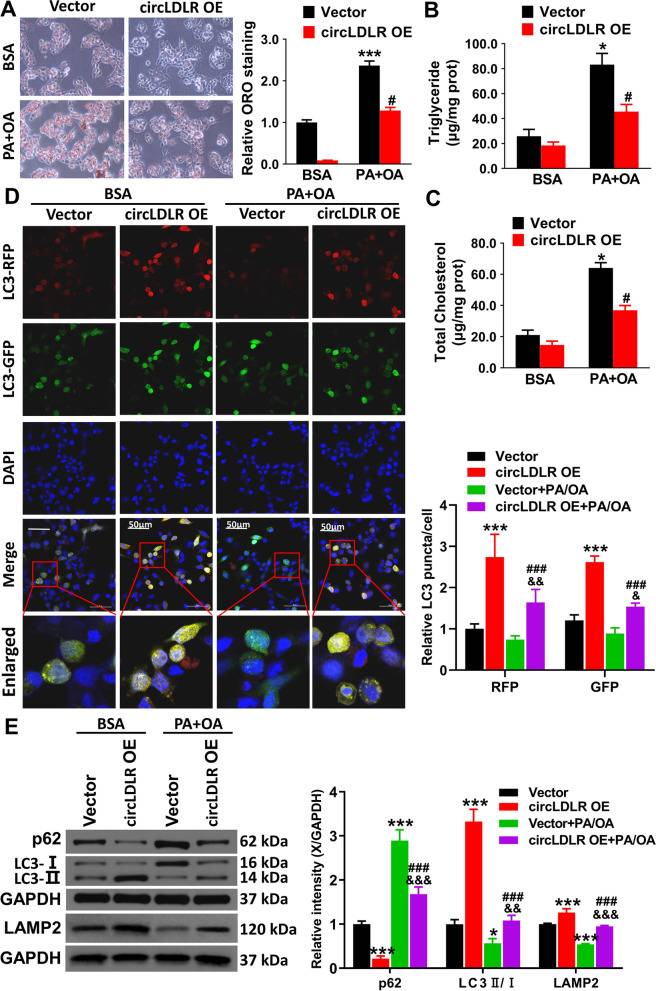 A
Vector circLDLR OE
BSA
PA+OA
Vector
circLDLR OE
Relative ORO staining
3.0
2.0
1.0
0.0
***
#
BSA PA+OA
B
Vector
circLDLR OE
Triglyceride
(μg/mg prot)
100.0
80.0
60.0
40.0
20.0
0.0
*
#
BSA PA+OA
C
Vector
circLDLR OE
Total Cholesterol
(μg/mg prot)
80.0
60.0
40.0
20.0
0.0
*
#
BSA PA+OA
D
BSA PA+OA
Vector circLDLR OE Vector circLDLR OE
LC3-RFP
LC3-GFP
DAPI
Merge
50μm 50μm 50μm
Enlarged
Vector
circLDLR OE
Vector+PA/OA
circLDLR OE+PA/OA
Relative LC3 puncta/cell
5
4
3
2
1
0
***
###
&&
***
###
&
RFP GFP
E
BSA PA+OA
Vector circLDLR OE Vector circLDLR OE
p62 62 kDa
LC3-Ⅰ 16 kDa
LC3-Ⅱ 14 kDa
GAPDH 37 kDa
LAMP2 120 kDa
GAPDH 37 kDa
Vector
circLDLR OE
Vector+PA/OA
circLDLR OE+PA/OA
Relative intensity (X/GAPDH)
4
3
2
1
0
***
***
###
&&&
***
*
###
&&
***
***
###
&&&
p62 LC3 Ⅱ/Ⅰ LAMP2